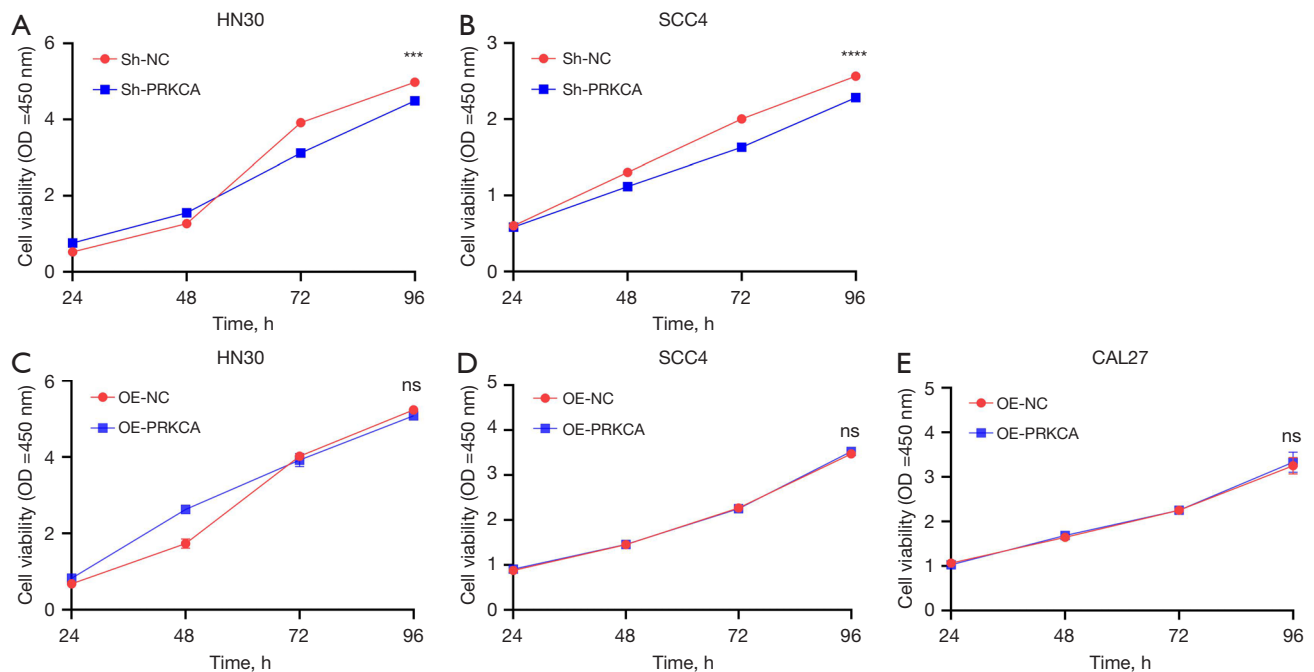 A
HN30
Cell viability (OD =450 nm)
6
4
2
0
Sh-NC
Sh-PRKCA
***
24 48 72 96
Time, h
B
SCC4
Cell viability (OD =450 nm)
3
2
1
0
Sh-NC
Sh-PRKCA
****
24 48 72 96
Time, h
C
HN30
Cell viability (OD =450 nm)
6
4
2
0
OE-NC
OE-PRKCA
ns
24 48 72 96
Time, h
D
SCC4
Cell viability (OD =450 nm)
5
4
3
2
1
0
OE-NC
OE-PRKCA
ns
24 48 72 96
Time, h
E
CAL27
Cell viability (OD =450 nm)
5
4
3
2
1
0
OE-NC
OE-PRKCA
ns
24 48 72 96
Time, h